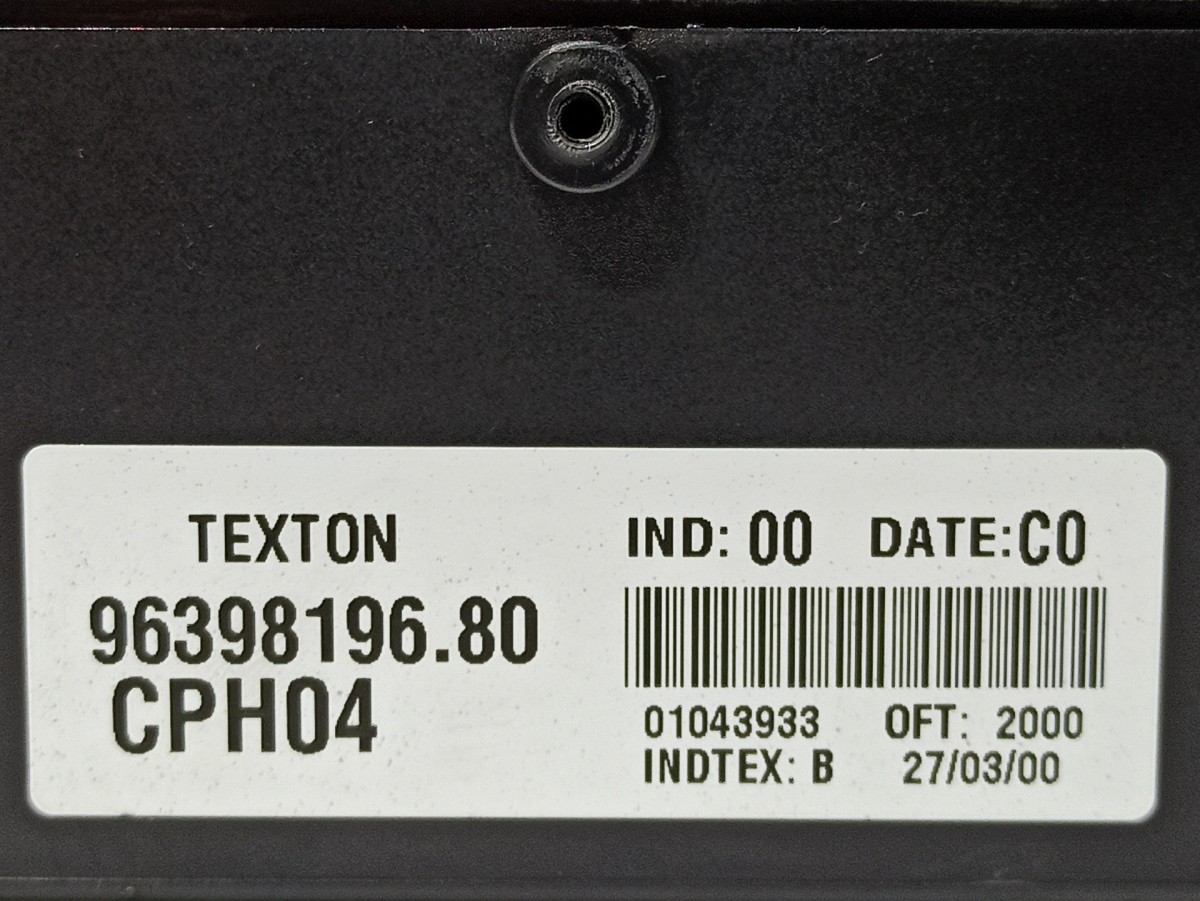 TEXTON
96398196.80
CPH04
IND: 00 DATE:C0
01043933 OFT: 2000
INDTEX: B 27/03/00